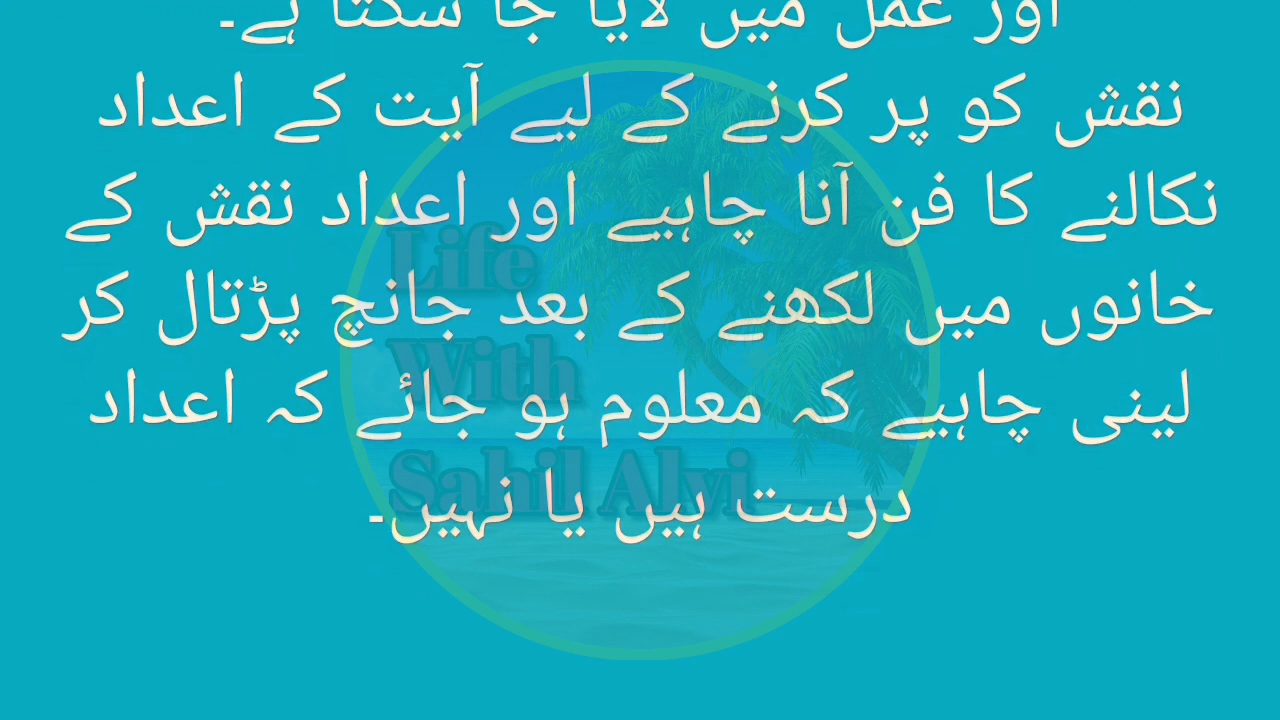 اور عمل میں لایا جا سکتا ہے۔
نقش کو پر کرنے کے لیے آیت کے اعداد
نکالنے کا فن آنا چاہیے اور اعداد نقش کے
خانوں میں لکھنے کے بعد جانچ پڑتال کر
لینی چاہیے کہ معلوم ہو جائے کہ اعداد
درست ہیں یا نہیں۔
Life
With
Sahil Alvi